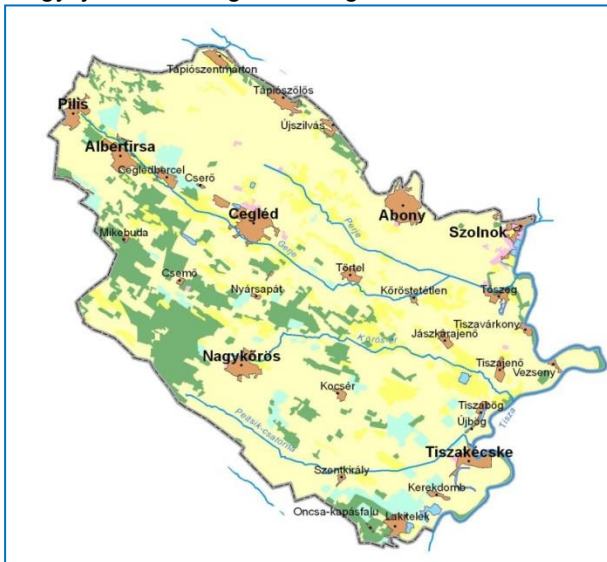 Tápiószentmárton
Tápiószőlős
Pilis
Újszilvás
Albertirsa
Ceglédbercel
Cserő
Abony
Cegléd
Perje
Szolnok
Mikebuda
Gerje
Törtel
Csemő
Nyársapát
Kőröstetétlen
Tószeg
Tiszavárkony
Kőrös-ér
Jászkarajenő
Nagykőrös
Tiszajenő
Vezseny
Kocsér
Tiszabög
Tisza
Újbög
Peitsik-csatorna
Tiszakécske
Szentkirály
Kerekdomb
Oncsa-kapásfalu
Lakitelek